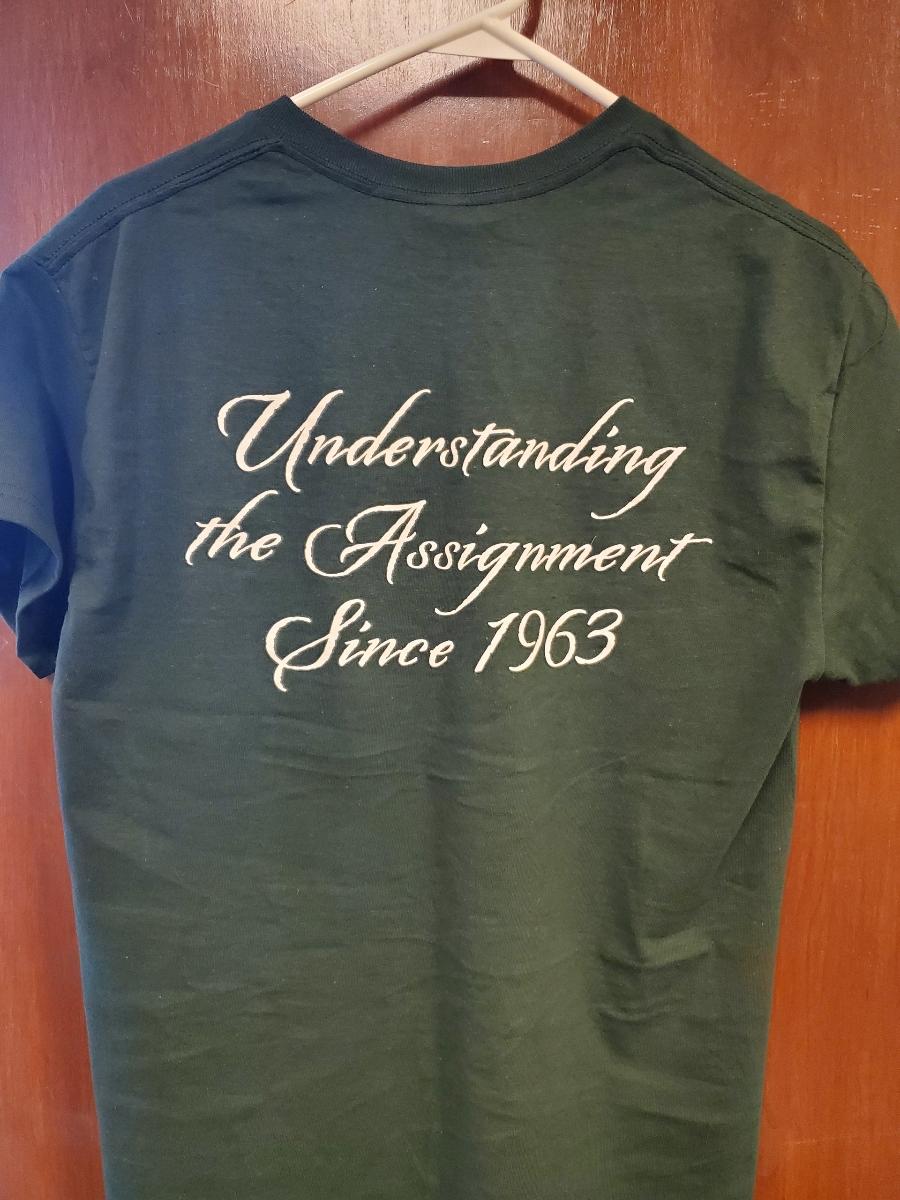 Understanding
the Assignment
Since 1963